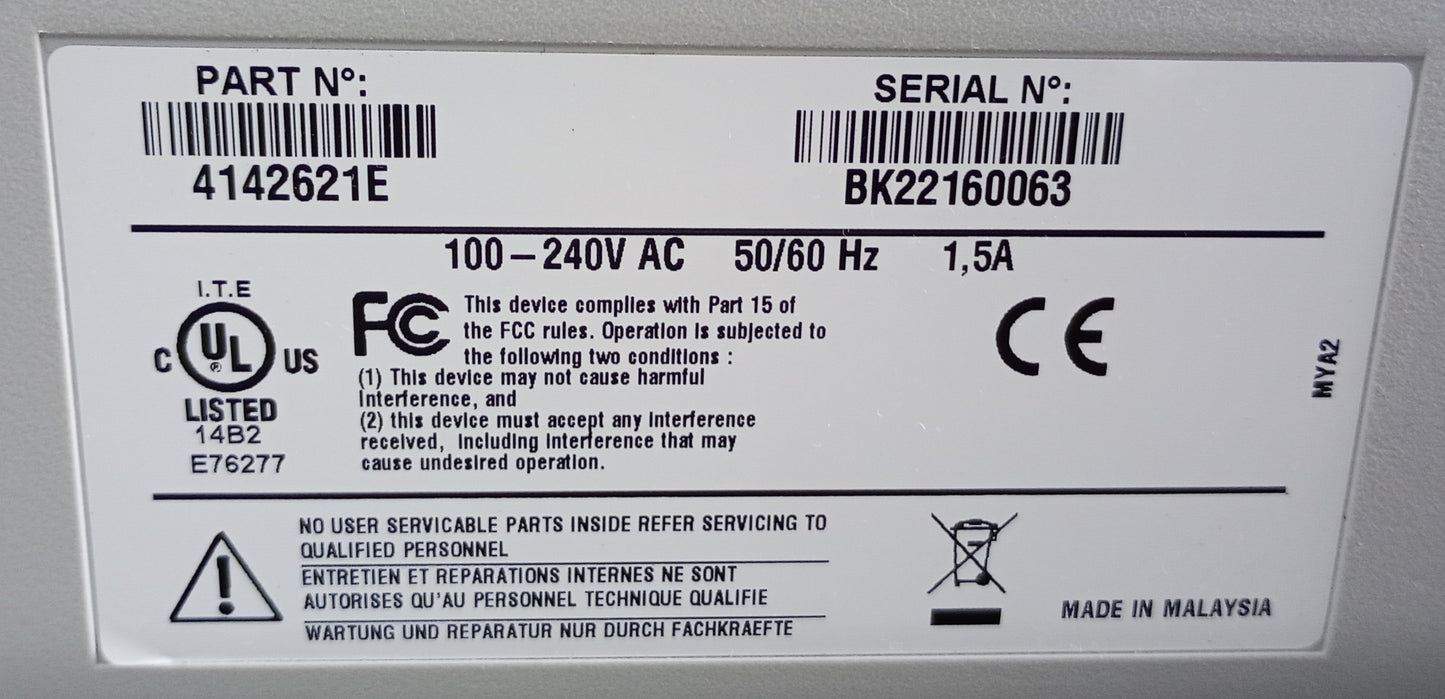 PART N°:
SERIAL N°:
4142621E
BK22160063
100–240V AC 50/60 Hz 1,5A
I.T.E
C UL ® US
LISTED
14B2
E76277
FC
This device complies with Part 15 of
the FCC rules. Operation is subjected to
the following two conditions :
(1) This device may not cause harmful
interference, and
(2) this device must accept any interference
received, including interference that may
cause undesired operation.
CE
MYA2
NO USER SERVICABLE PARTS INSIDE REFER SERVICING TO
QUALIFIED PERSONNEL
ENTRETIEN ET REPARATIONS INTERNES NE SONT
AUTORISES QU'AU PERSONNEL TECHNIQUE QUALIFIE
WARTUNG UND REPARATUR NUR DURCH FACHKRAEFTE
MADE IN MALAYSIA